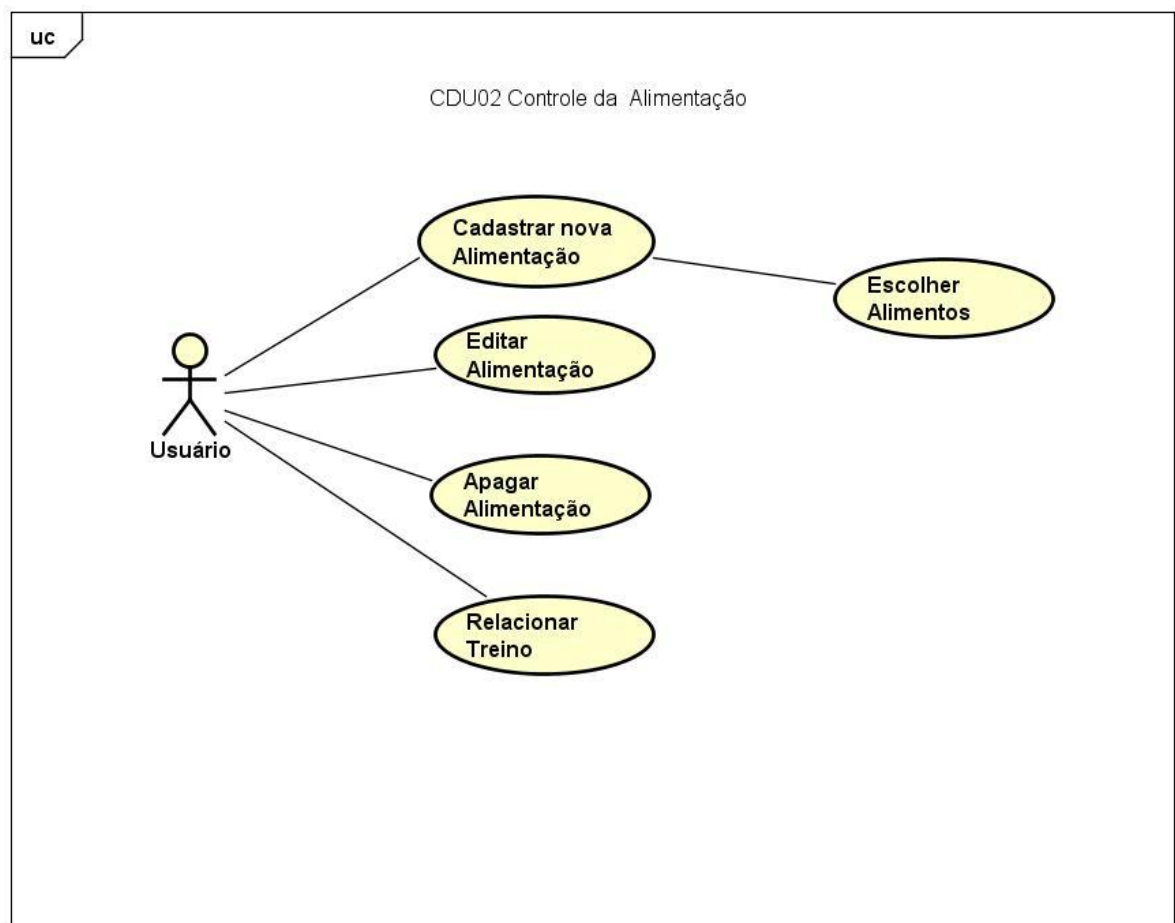 uc
CDU02 Controle da Alimentação
Cadastrar nova
Alimentação
Escolher
Alimentos
Editar
Alimentação
Usuário
Apagar
Alimentação
Relacionar
Treino